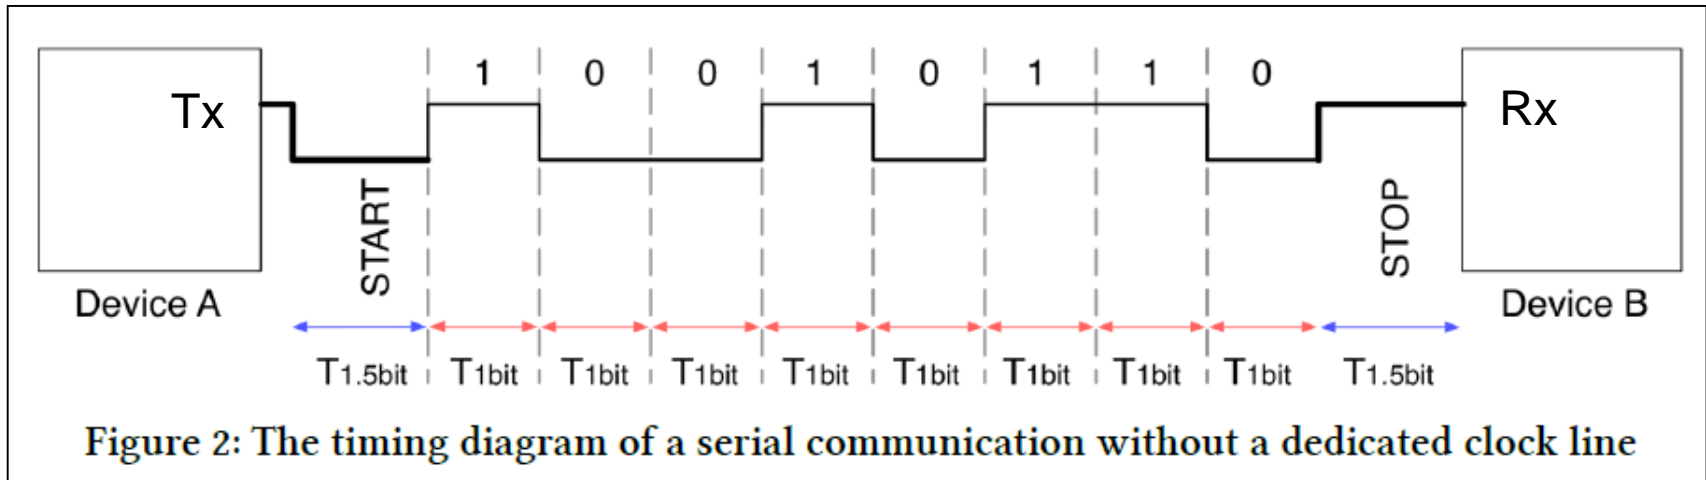 1 0 0 1 0 1 1 0
Tx Rx
START STOP
Device A Device B
T1.5bit T1bit T1bit T1bit T1bit T1bit T1bit T1bit T1bit T1.5bit
Figure 2: The timing diagram of a serial communication without a dedicated clock line